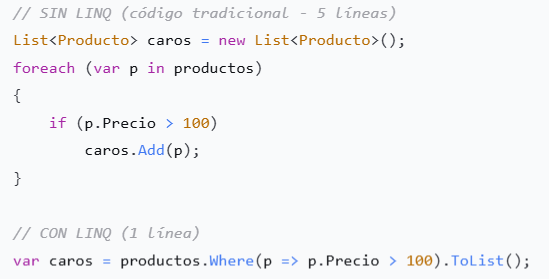 // SIN LINQ (código tradicional - 5 líneas)
List<Producto> caros = new List<Producto>();
foreach (var p in productos)
{
    if (p.Precio > 100)
        caros.Add(p);
}

// CON LINQ (1 línea)
var caros = productos.Where(p => p.Precio > 100).ToList();